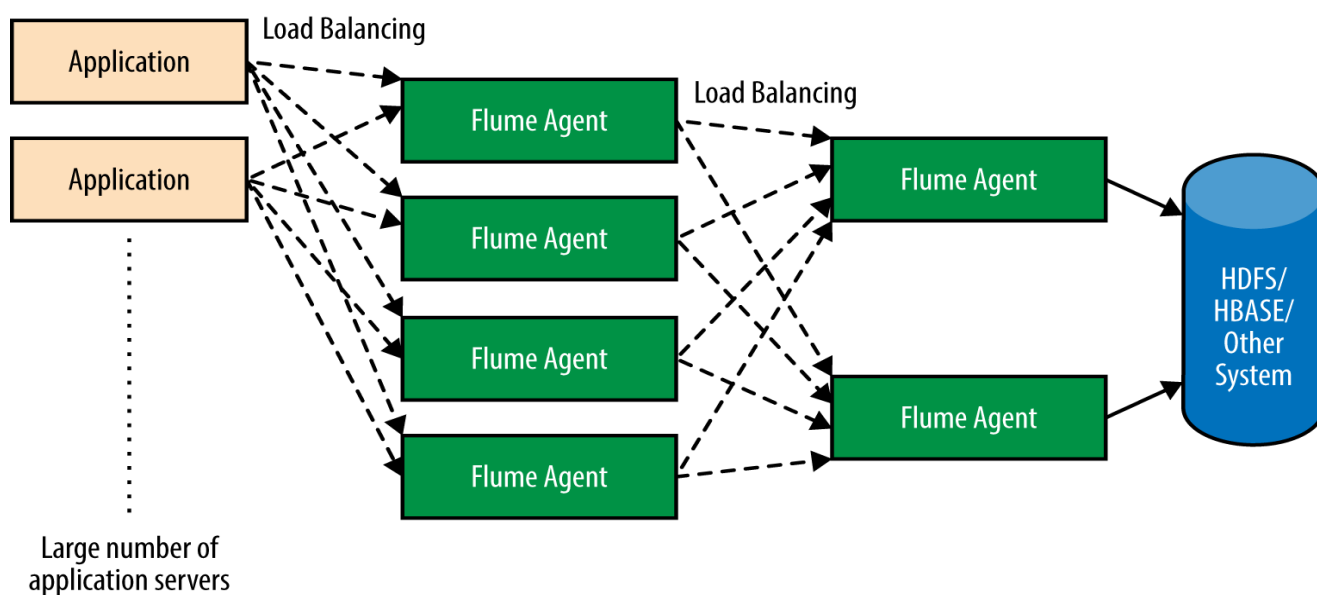 Load Balancing
Application
Application
Large number of
application servers
Flume Agent
Flume Agent
Flume Agent
Flume Agent
Load Balancing
Flume Agent
Flume Agent
HDFS/
HBASE/
Other
System